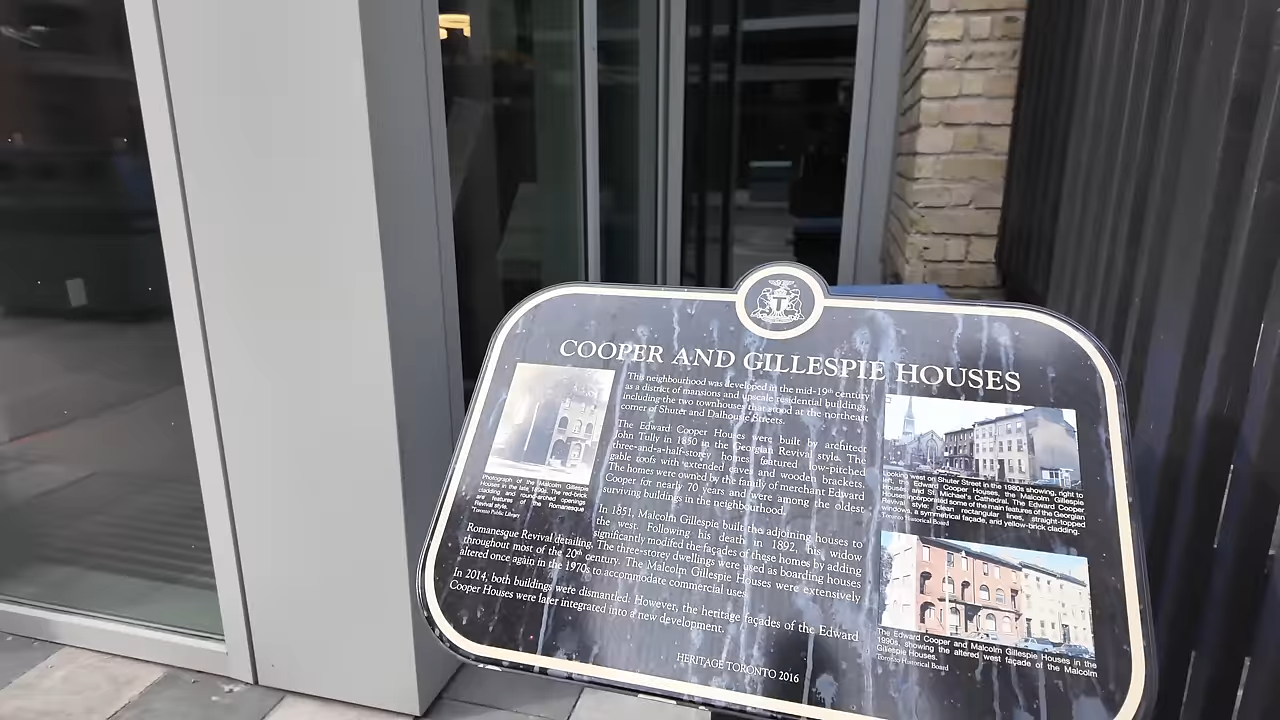 COOPER AND GILLESPIE HOUSES
This neighbourhood was developed in the mid-19th century
as a district of mansions and upscale residential buildings,
including the two townhouses that stood at the northeast
corner of Shuter and Dalhousie Streets.
The Edward Cooper Houses were built by architect
John Tully in 1850 in the Georgian Revival style. The
three-and-a-half-storey homes featured low-pitched
gable roofs with extended eaves and wooden brackets.
The homes were owned by the family of merchant Edward
Cooper for nearly 70 years and were among the oldest
surviving buildings in the neighbourhood.
In 1851, Malcolm Gillespie built the adjoining houses to
the west. Following his death in 1892, his widow
significantly modifed the façades of these homes by adding
Romanesque Revival detailing. The three-storey dwellings were used as boarding houses
throughout most of the 20th century. The Malcolm Gillespie Houses were extensively
altered once again in the 1970s to accommodate commercial uses.
In 2014, both buildings were dismantled. However, the heritage façades of the Edward
Cooper Houses were later integrated into a new development.
HERITAGE TORONTO 2016
Photograph of the Malcolm Gillespie
Houses in the late 1890s. The red-brick
cladding and round-arched openings
are features of the Romanesque
Revival style.
Toronto Public Library
Looking west on Shuter Street in the 1980s showing, right to
left, the Edward Cooper Houses, the Malcolm Gillespie
Houses and St. Michael's Cathedral. The Edward Cooper
Houses incorporated some of the main features of the Georgian
Revival style: clean rectangular lines, straight-topped
windows, a symmetrical façade, and yellow-brick cladding.
Toronto Historical Board
The Edward Cooper and Malcolm Gillespie Houses in the
1990s, showing the altered west façade of the Malcolm
Gillespie Houses.
Toronto Historical Board